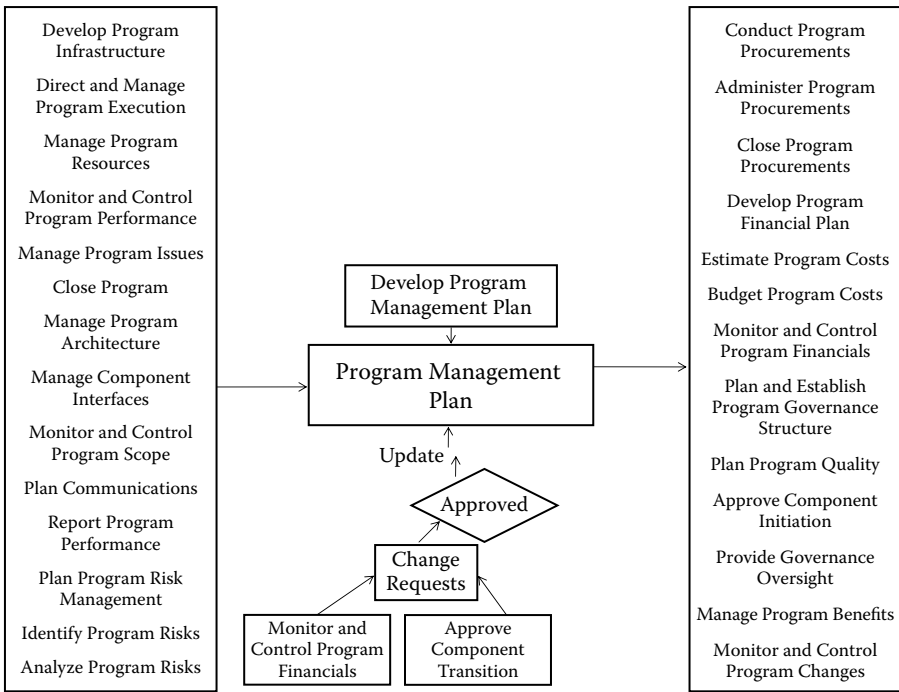 Develop Program
Infrastructure
Direct and Manage
Program Execution
Manage Program
Resources
Monitor and Control
Program Performance
Manage Program Issues
Close Program
Manage Program
Architecture
Manage Component
Interfaces
Monitor and Control
Program Scope
Plan Communications
Report Program
Performance
Plan Program Risk
Management
Identify Program Risks
Analyze Program Risks
Develop Program
Management Plan
Program Management
Plan
Update
Approved
Change
Requests
Monitor and
Control Program
Financials
Approve
Component
Transition
Conduct Program
Procurements
Administer Program
Procurements
Close Program
Procurements
Develop Program
Financial Plan
Estimate Program Costs
Budget Program Costs
Monitor and Control
Program Financials
Plan and Establish
Program Governance
Structure
Plan Program Quality
Approve Component
Initiation
Provide Governance
Oversight
Manage Program Benefits
Monitor and Control
Program Changes